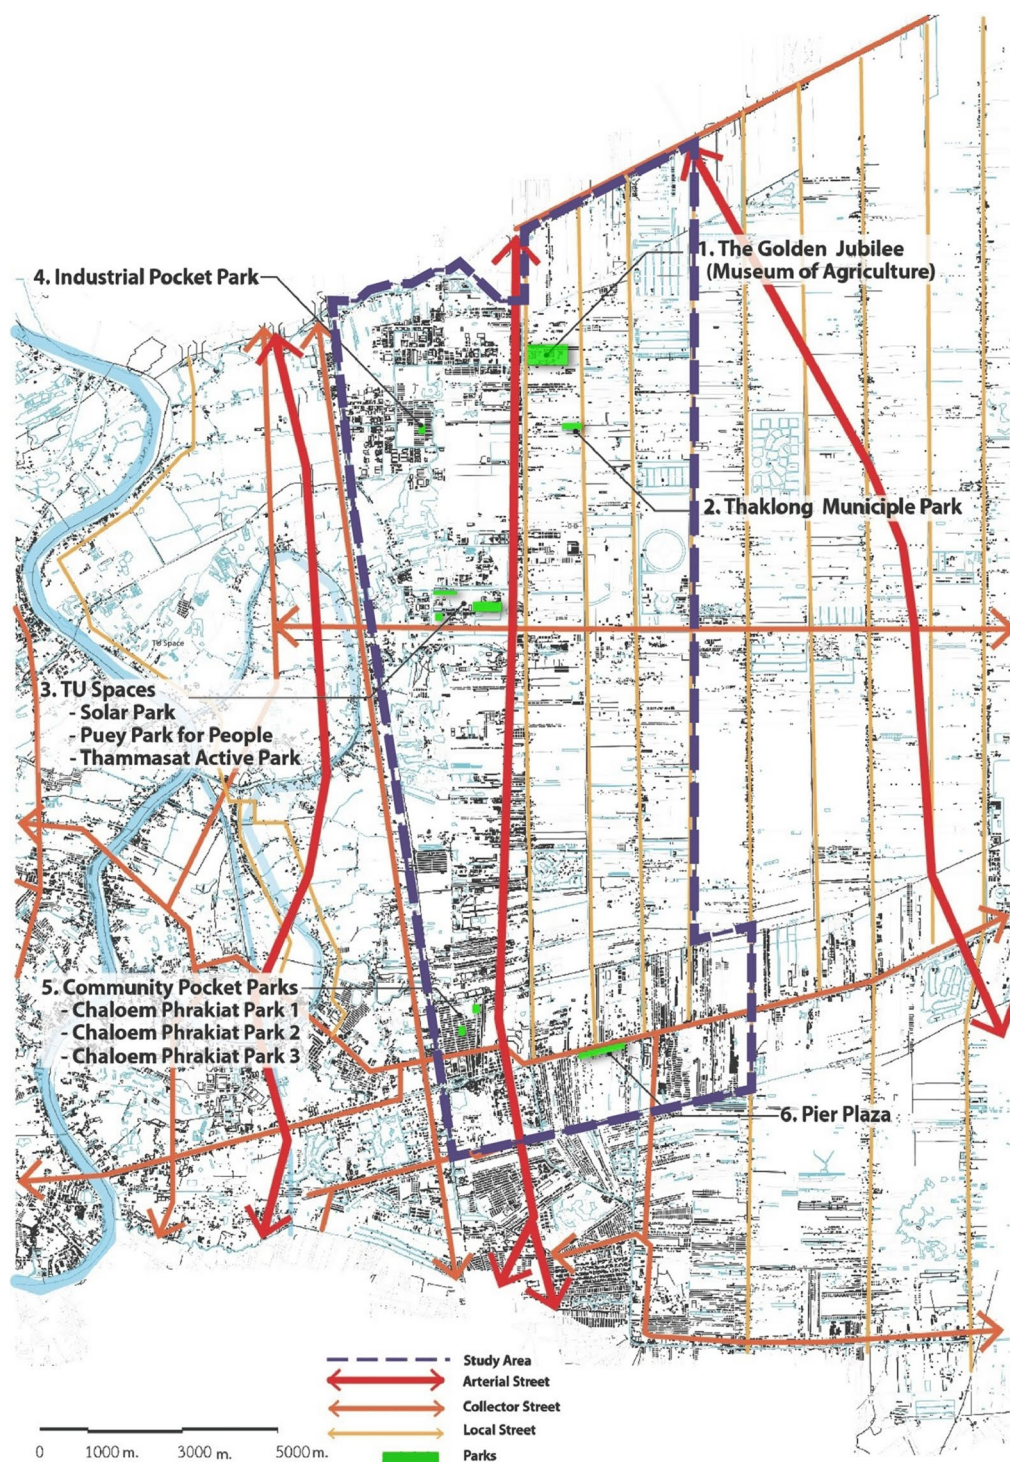 1. The Golden Jubilee
(Museum of Agriculture)
4. Industrial Pocket Park
2. Thaklong Municiple Park
TU Space
3. TU Spaces
- Solar Park
- Puey Park for People
- Thammasat Active Park
5. Community Pocket Parks
- Chaloem Phrakiat Park 1
- Chaloem Phrakiat Park 2
- Chaloem Phrakiat Park 3
6. Pier Plaza
Study Area
Arterial Street
Collector Street
Local Street
Parks
0 1000 m. 3000 m. 5000 m.